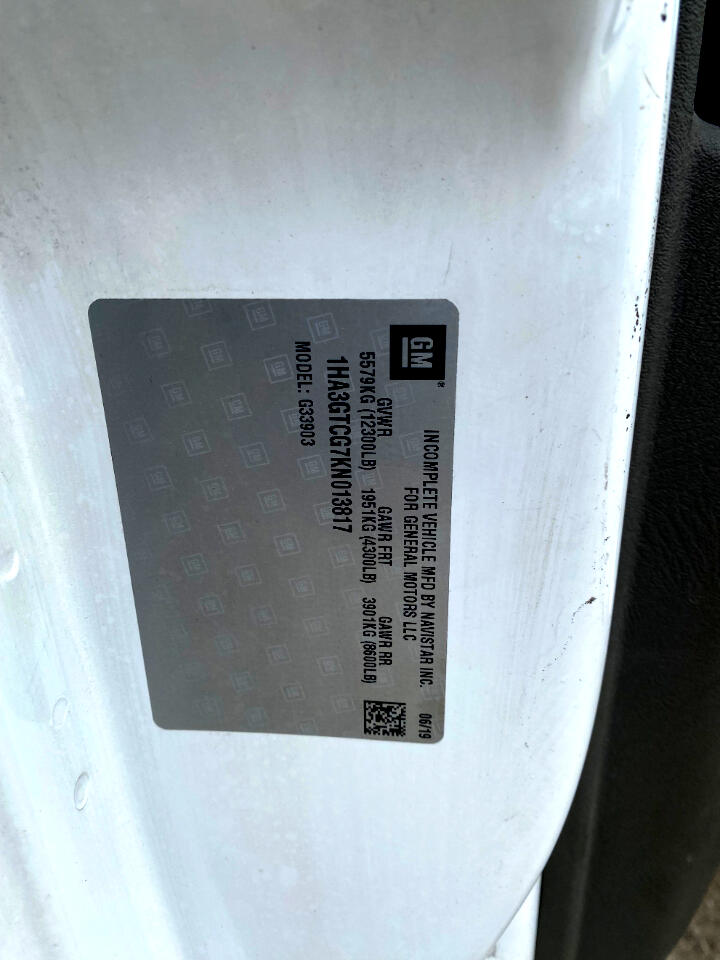 GM®
INCOMPLETE VEHICLE MFD BY NAVISTAR INC. 06/19
FOR GENERAL MOTORS LLC
GVWR GAWR FRT GAWR RR
5579KG (12300LB) 1951KG (4300LB) 3901KG (8600LB)
1HA3GTCG7KN013817
MODEL: G33903